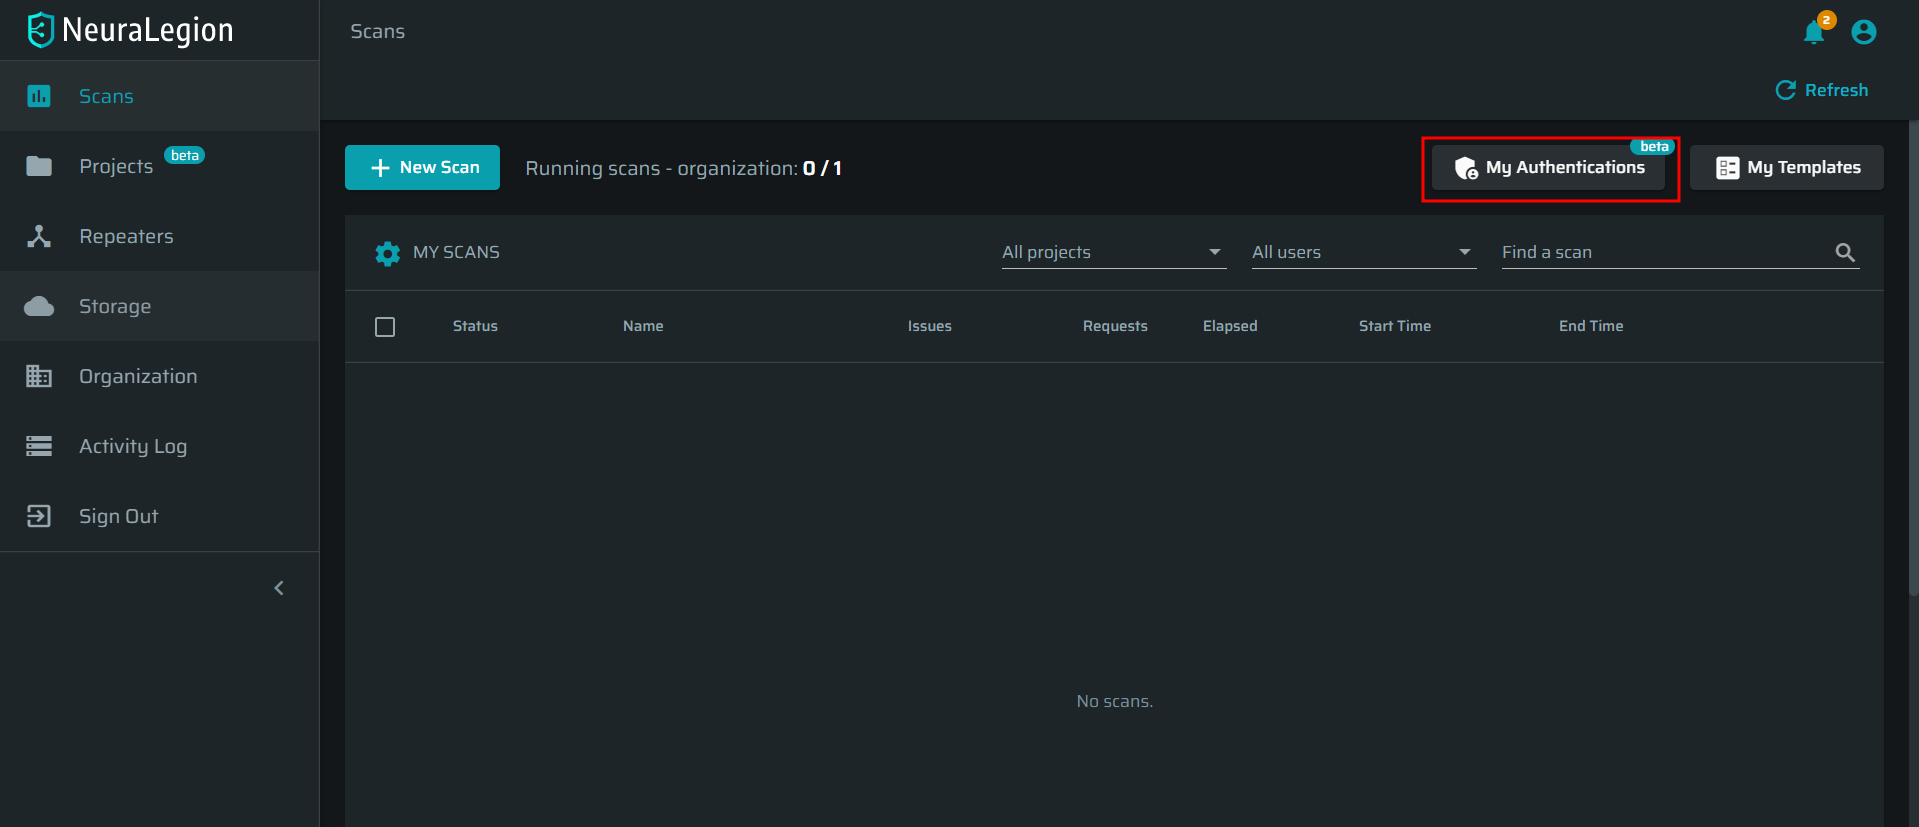 NeuraLegion
Scans
Projects beta
Repeaters
Storage
Organization
Activity Log
Sign Out
Scans
2
Refresh
New Scan
Running scans - organization: 0 / 1
My Authentications beta
My Templates
MY SCANS
All projects
All users
Find a scan
Status Name Issues Requests Elapsed Start Time End Time
No scans.